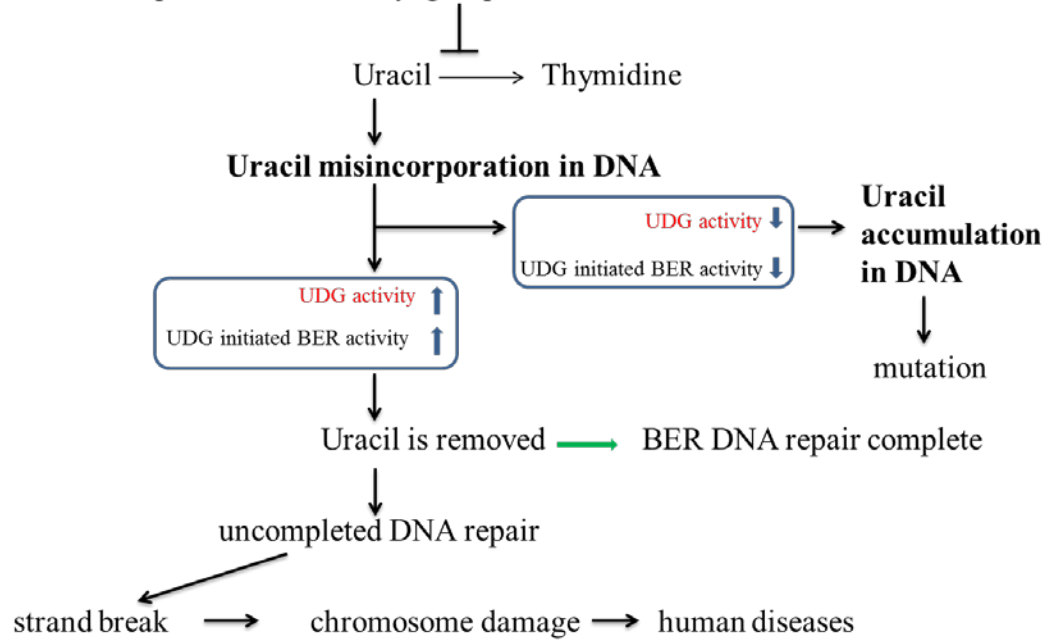 Uracil Thymidine
Uracil misincorporation in DNA
UDG activity
UDG initiated BER activity
Uracil
accumulation
in DNA
mutation
UDG activity
UDG initiated BER activity
Uracil is removed BER DNA repair complete
uncompleted DNA repair
strand break chromosome damage human diseases